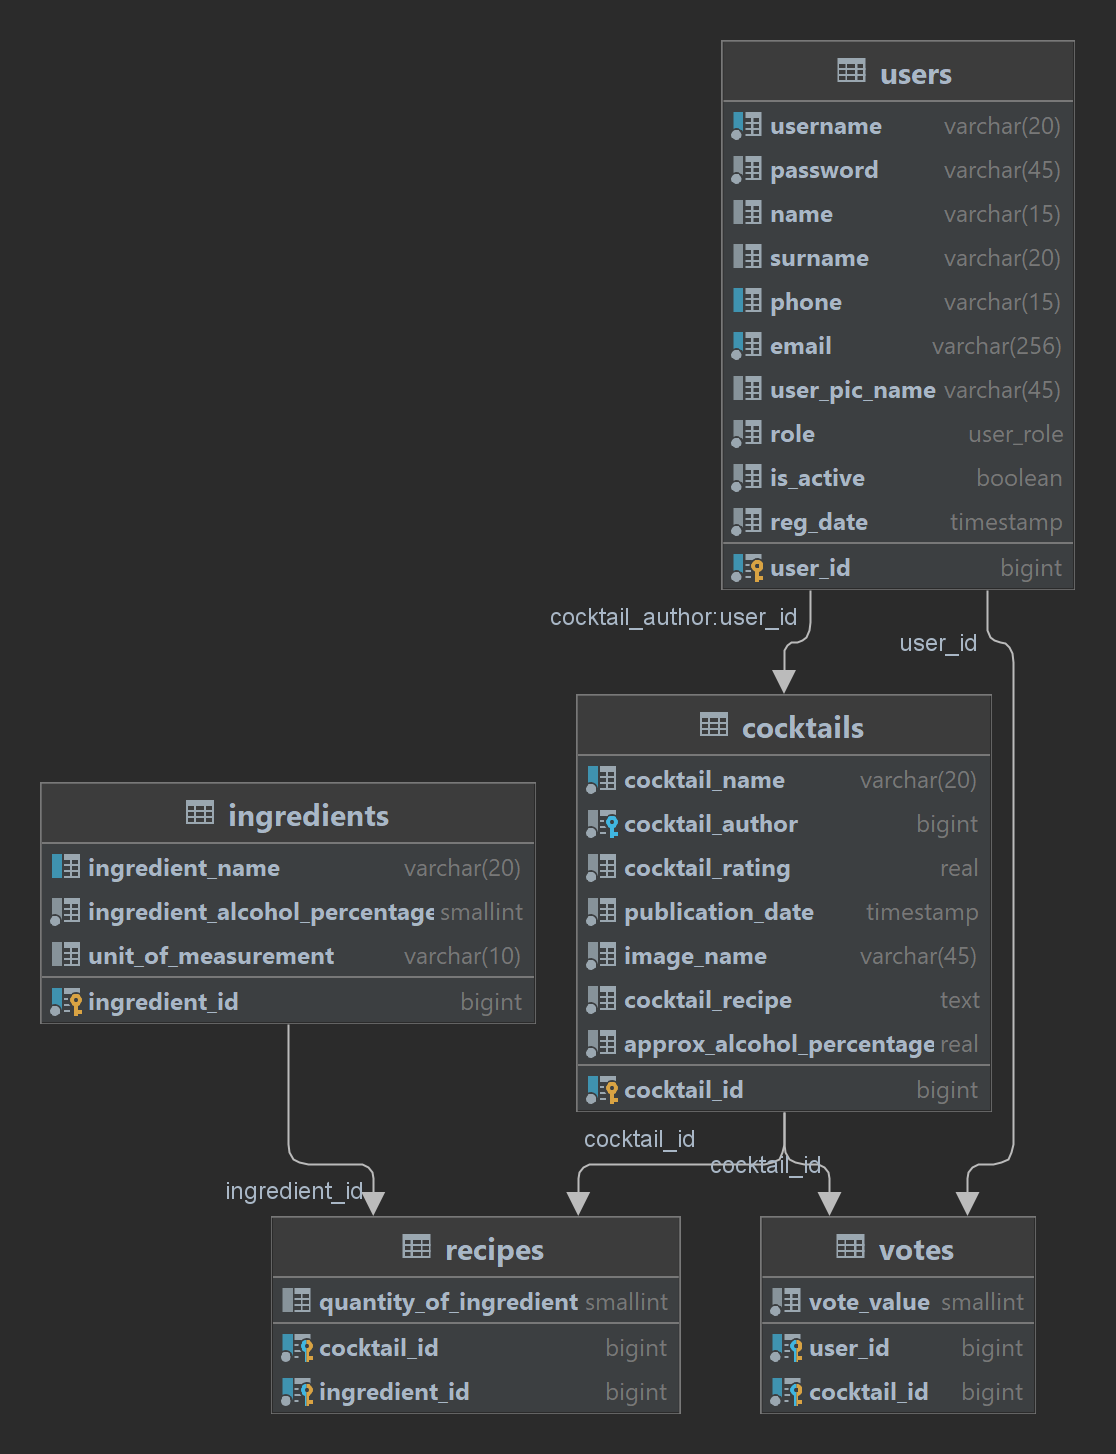 users
username varchar(20)
password varchar(45)
name varchar(15)
surname varchar(20)
phone varchar(15)
email varchar(256)
user_pic_name varchar(45)
role user_role
is_active boolean
reg_date timestamp
user_id bigint
cocktail_author:user_id
user_id
cocktails
cocktail_name varchar(20)
cocktail_author bigint
cocktail_rating real
publication_date timestamp
image_name varchar(45)
cocktail_recipe text
approx_alcohol_percentage real
cocktail_id bigint
ingredients
ingredient_name varchar(20)
ingredient_alcohol_percentage smallint
unit_of_measurement varchar(10)
ingredient_id bigint
cocktail_id
cocktail_id
ingredient_id
recipes
quantity_of_ingredient smallint
cocktail_id bigint
ingredient_id bigint
votes
vote_value smallint
user_id bigint
cocktail_id bigint